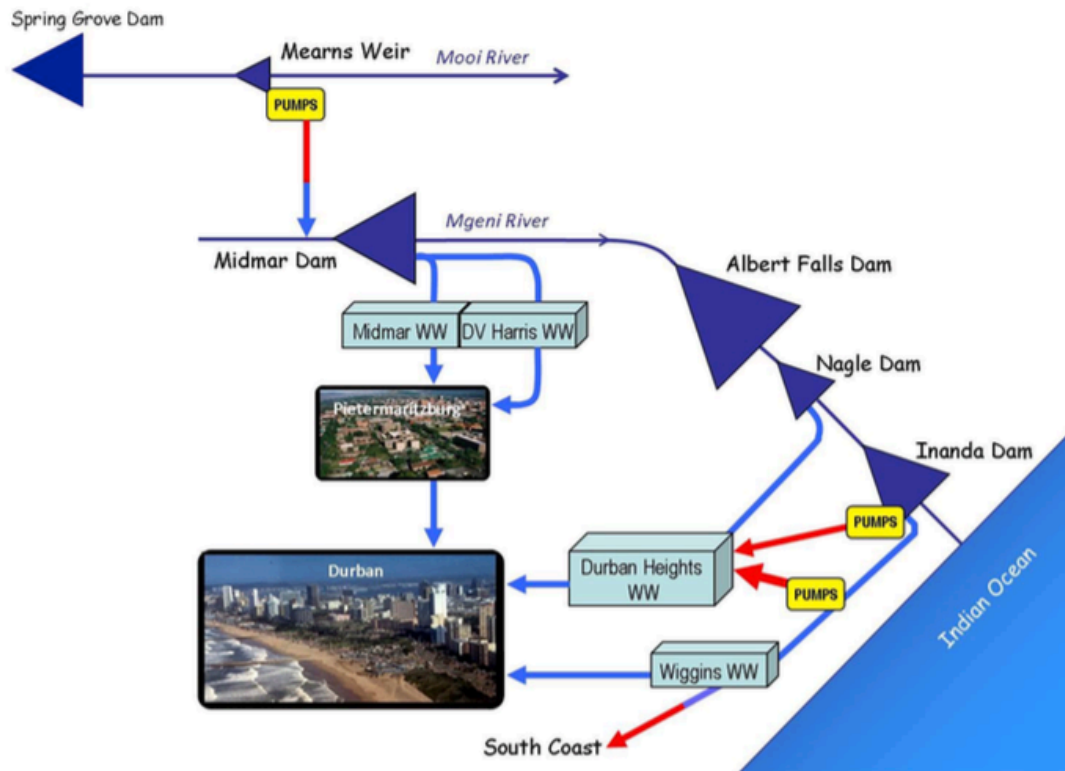 Spring Grove Dam
Mearns Weir
Mooi River
PUMPS
Mgeni River
Midmar Dam
Albert Falls Dam
Midmar WW
DV Harris WW
Nagle Dam
Pietermaritzburg
Inanda Dam
PUMPS
Durban
Durban Heights
WW
PUMPS
Indian Ocean
Wiggins WW
South Coast